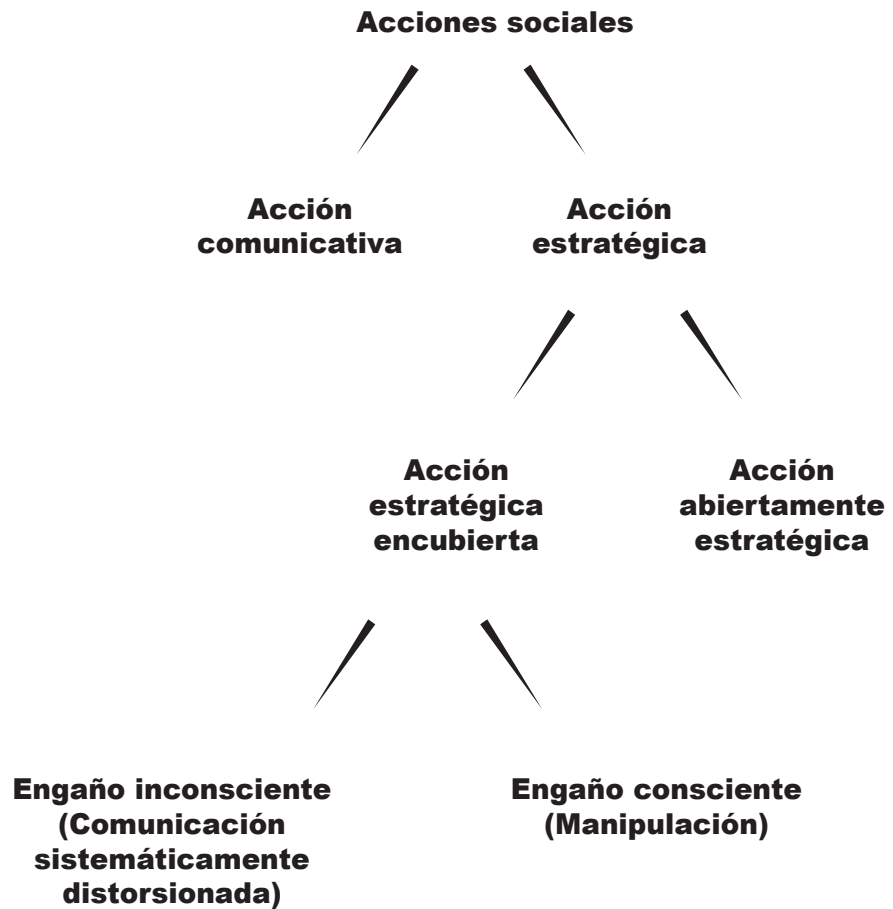 Acciones sociales
Acción
comunicativa
Acción
estratégica
Acción
estratégica
encubierta
Acción
abiertamente
estratégica
Engaño inconsciente
(Comunicación
sistemáticamente
distorsionada)
Engaño consciente
(Manipulación)